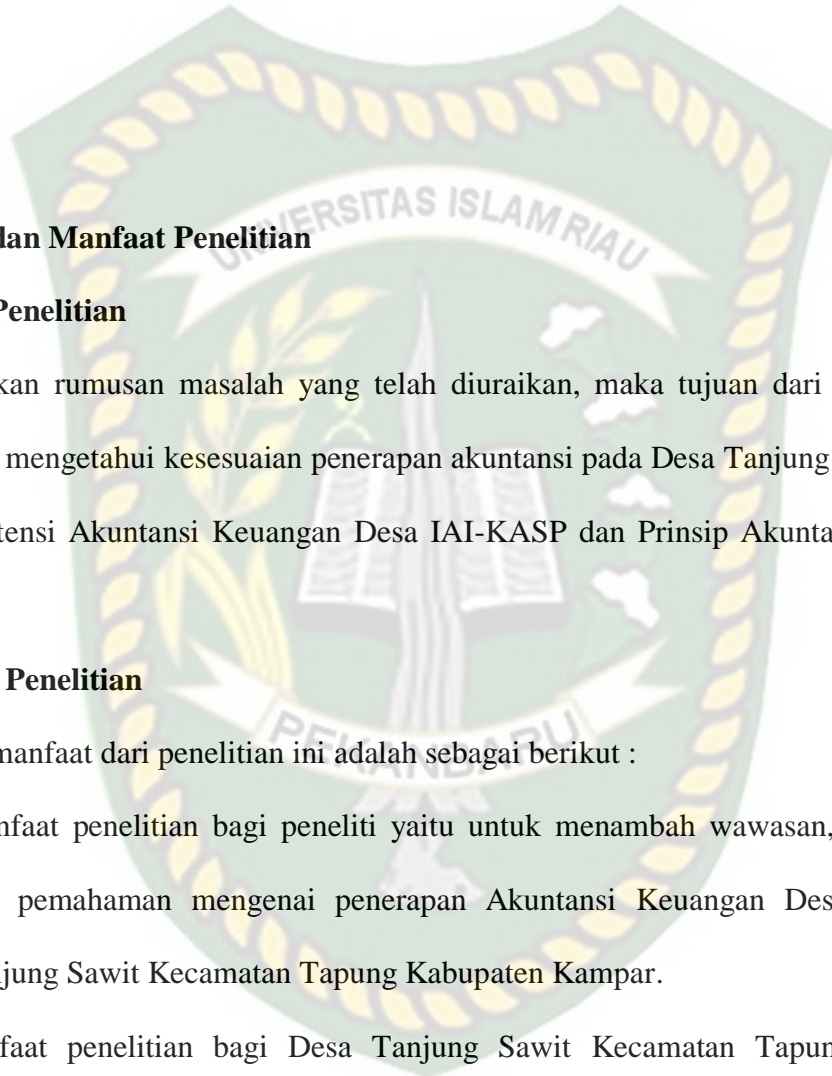 dan Manfaat Penelitian
UNIVERSITAS ISLAM RIAU
Penelitian
kan rumusan masalah yang telah diuraikan, maka tujuan dari
mengetahui kesesuaian penerapan akuntansi pada Desa Tanjung
tensi Akuntansi Keuangan Desa IAI-KASP dan Prinsip Akunta
Penelitian
PEKANBARU
manfaat dari penelitian ini adalah sebagai berikut :
nfaat penelitian bagi peneliti yaitu untuk menambah wawasan,
pemahaman mengenai penerapan Akuntansi Keuangan Des
njung Sawit Kecamatan Tapung Kabupaten Kampar.
faat penelitian bagi Desa Tanjung Sawit Kecamatan Tapun